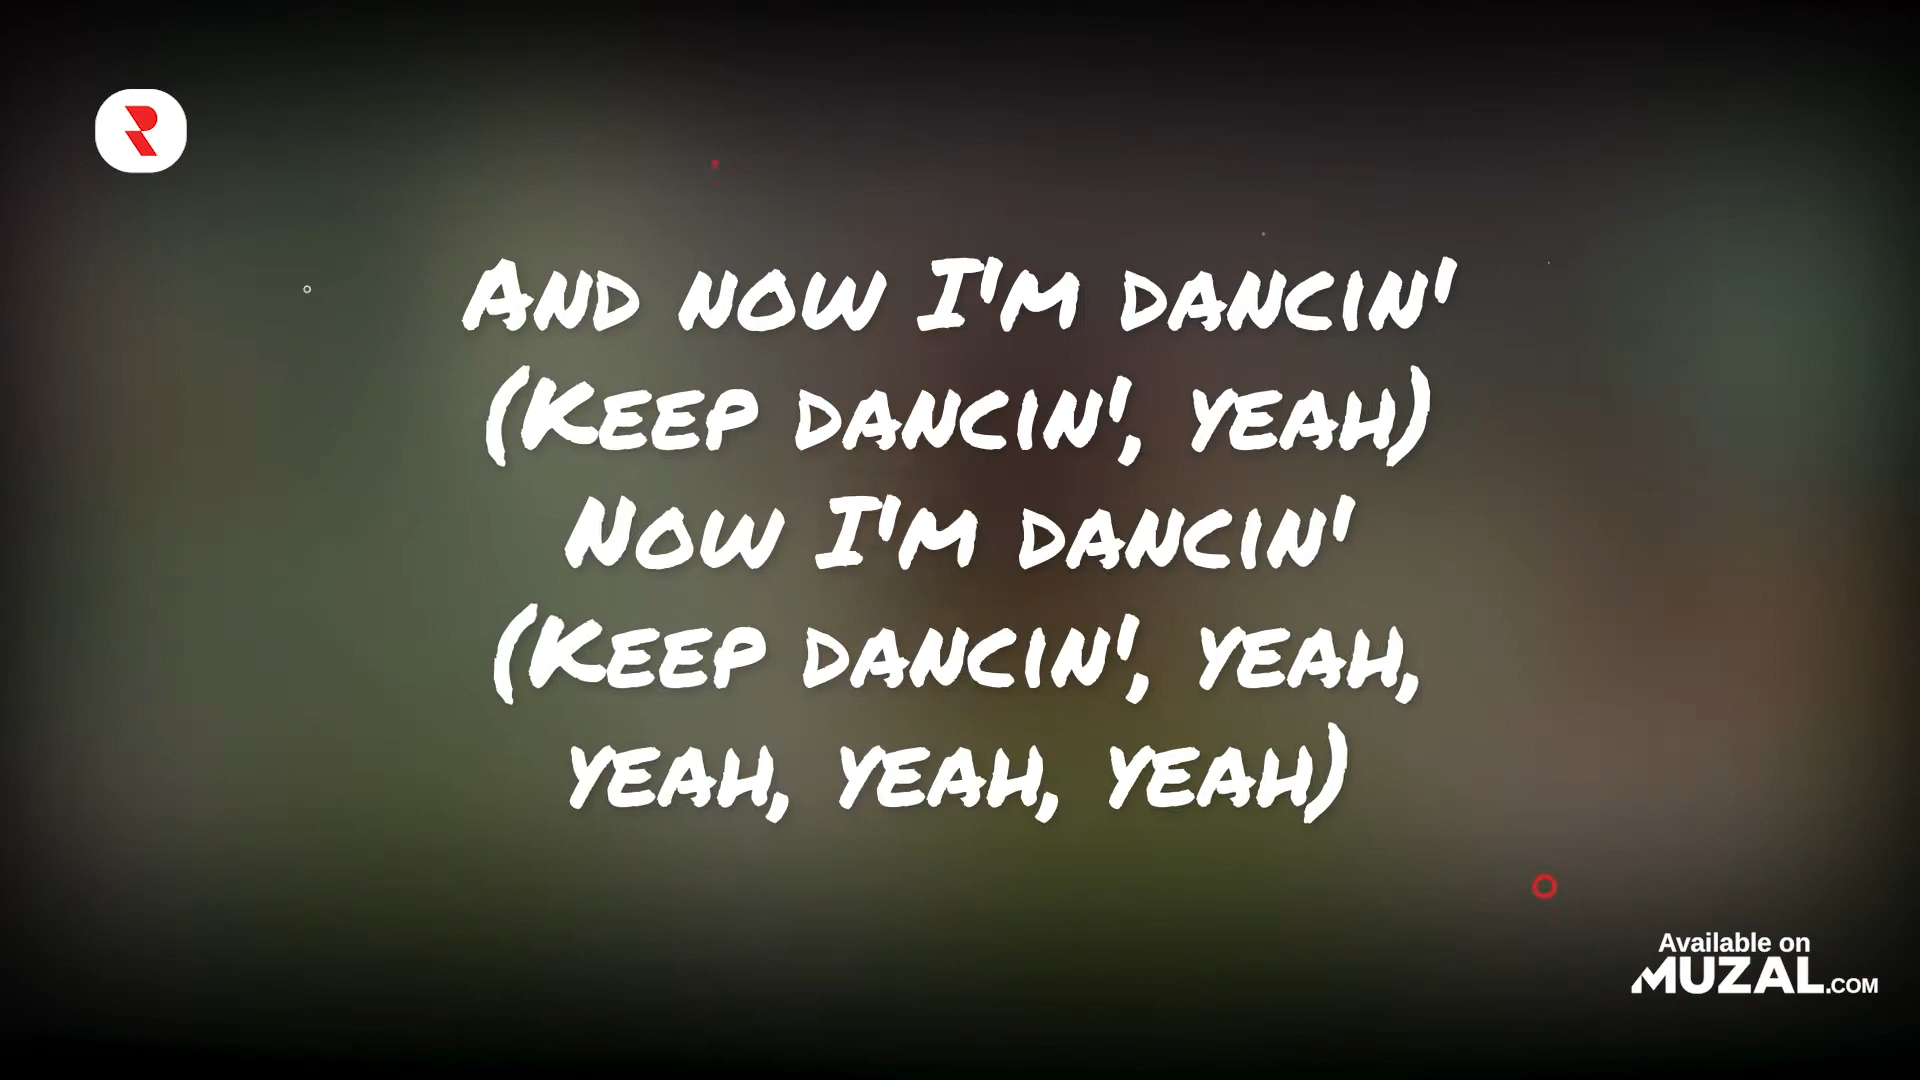 R
And now I'm dancin'
(Keep dancin', yeah)
Now I'm dancin'
(Keep dancin', yeah,
yeah, yeah, yeah)
Available on
MUZAL.COM